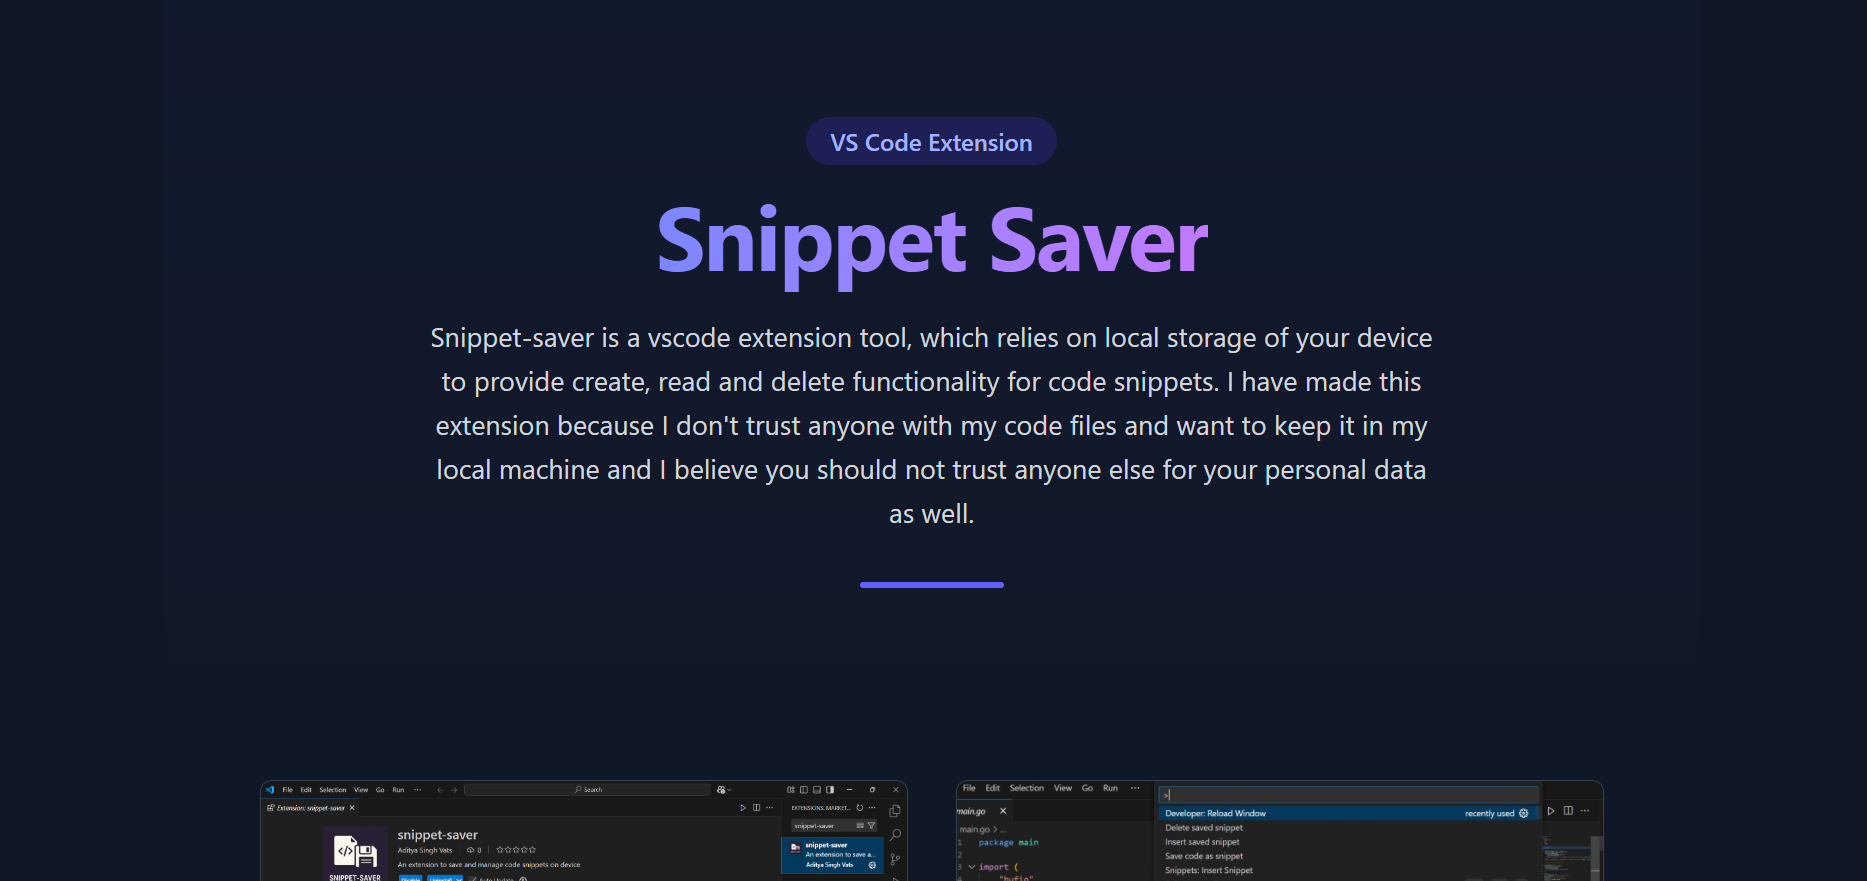 VS Code Extension
Snippet Saver
Snippet-saver is a vscode extension tool, which relies on local storage of your device
to provide create, read and delete functionality for code snippets. I have made this
extension because I don't trust anyone with my code files and want to keep it in my
local machine and I believe you should not trust anyone else for your personal data
as well.
File Edit Selection View Go Run ···
Search
Extension: snippet-saver
EXTENSIONS: MARKET...
snippet-saver
snippet-saver
Aditya Singh Vats
0
An extension to save and manage code snippets on device.
SNIPPET-SAVER
Disable
Uninstall
Auto Update
snippet-saver
An extension to save a...
Aditya Singh Vats
File Edit Selection View Go Run ···
main.go
main.go > ...
1 package main
2
3 import (
4 "bufio"
>
Developer: Reload Window
recently used
Delete saved snippet
Insert saved snippet
Save code as snippet
Snippets: Insert Snippet